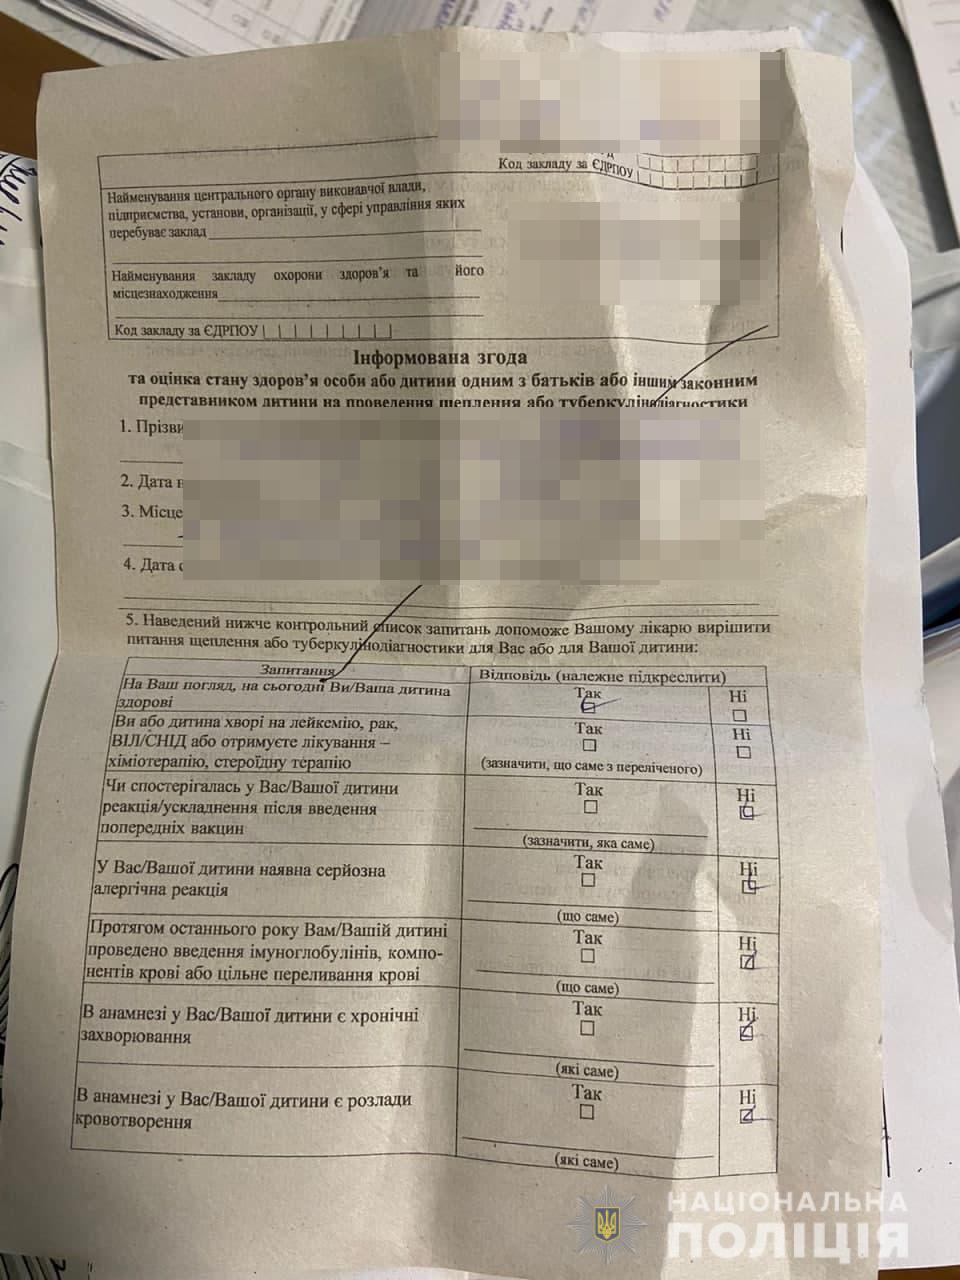 Код закладу за ЄДРПОУ
Найменування центрального органу виконавчої влади,
підприємства, установи, організації, у сфері управління яких
перебуває заклад
Найменування закладу охорони здоров’я та його
місцезнаходження
Код закладу за ЄДРПОУ
Інформована згода
та оцінка стану здоров’я особи або дитини одним з батьків або іншим законним
представником дитини на проведення щеплення або туберкулінодіагностики
1. Прізви
2. Дата н
3. Місце
4. Дата
5. Наведений нижче контрольний список запитань допоможе Вашому лікарю вирішити
питання щеплення або туберкулінодіагностики для Вас або для Вашої дитини:
Запитання
Відповідь (належне підкреслити)
На Ваш погляд, на сьогодні Ви/Ваша дитина
здорові
Так
Ні
Ви або дитина хворі на лейкемію, рак,
ВІЛ/СНІД або отримуєте лікування –
хіміотерапію, стероїдну терапію
Так
(зазначити, що саме з переліченого)
Ні
Чи спостерігалась у Вас/Вашої дитини
реакція/ускладнення після введення
попередніх вакцин
Так
(зазначити, яка саме)
Ні
У Вас/Вашої дитини наявна серйозна
алергічна реакція
Так
(що саме)
Ні
Протягом останнього року Вам/Вашій дитині
проведено введення імуноглобулінів, компо-
нентів крові або цільне переливання крові
Так
(що саме)
Ні
В анамнезі у Вас/Вашої дитини є хронічні
захворювання
Так
(які саме)
Ні
В анамнезі у Вас/Вашої дитини є розлади
кровотворення
Так
(які саме)
Ні
НАЦІОНАЛЬНА
ПОЛІЦІЯ